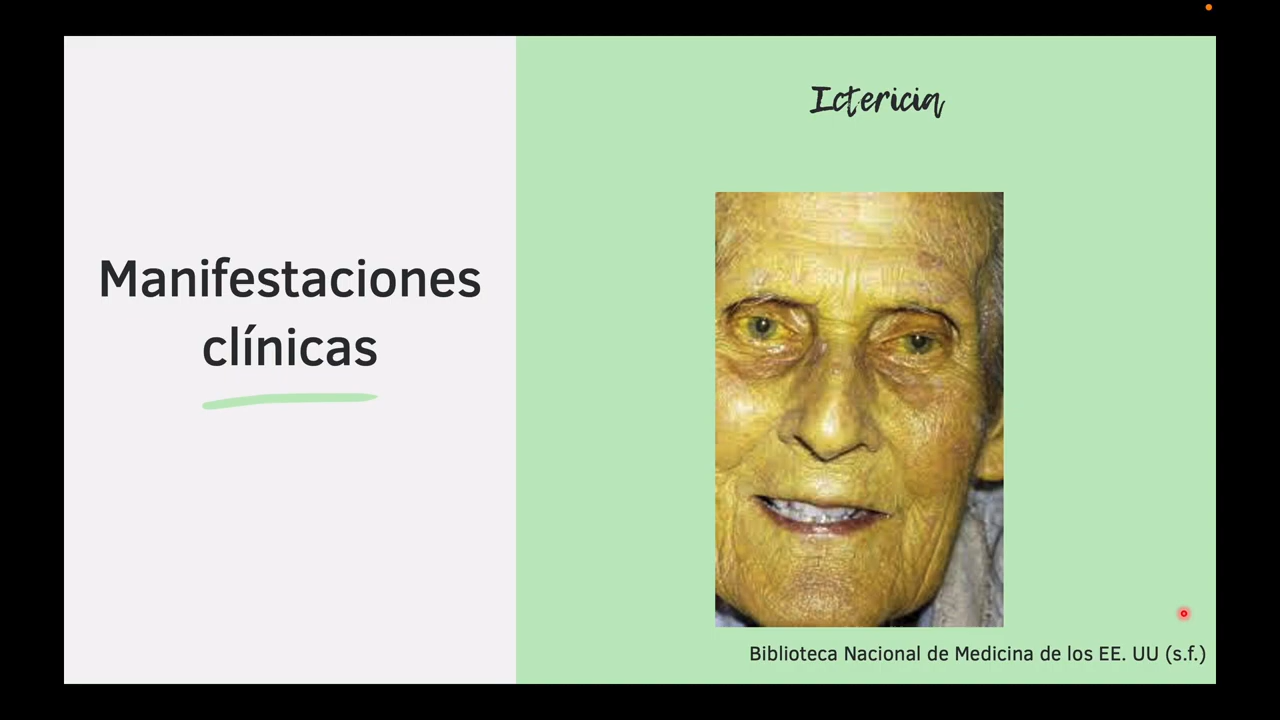 Manifestaciones
clínicas
Ictericia
Biblioteca Nacional de Medicina de los EE. UU (s.f.)